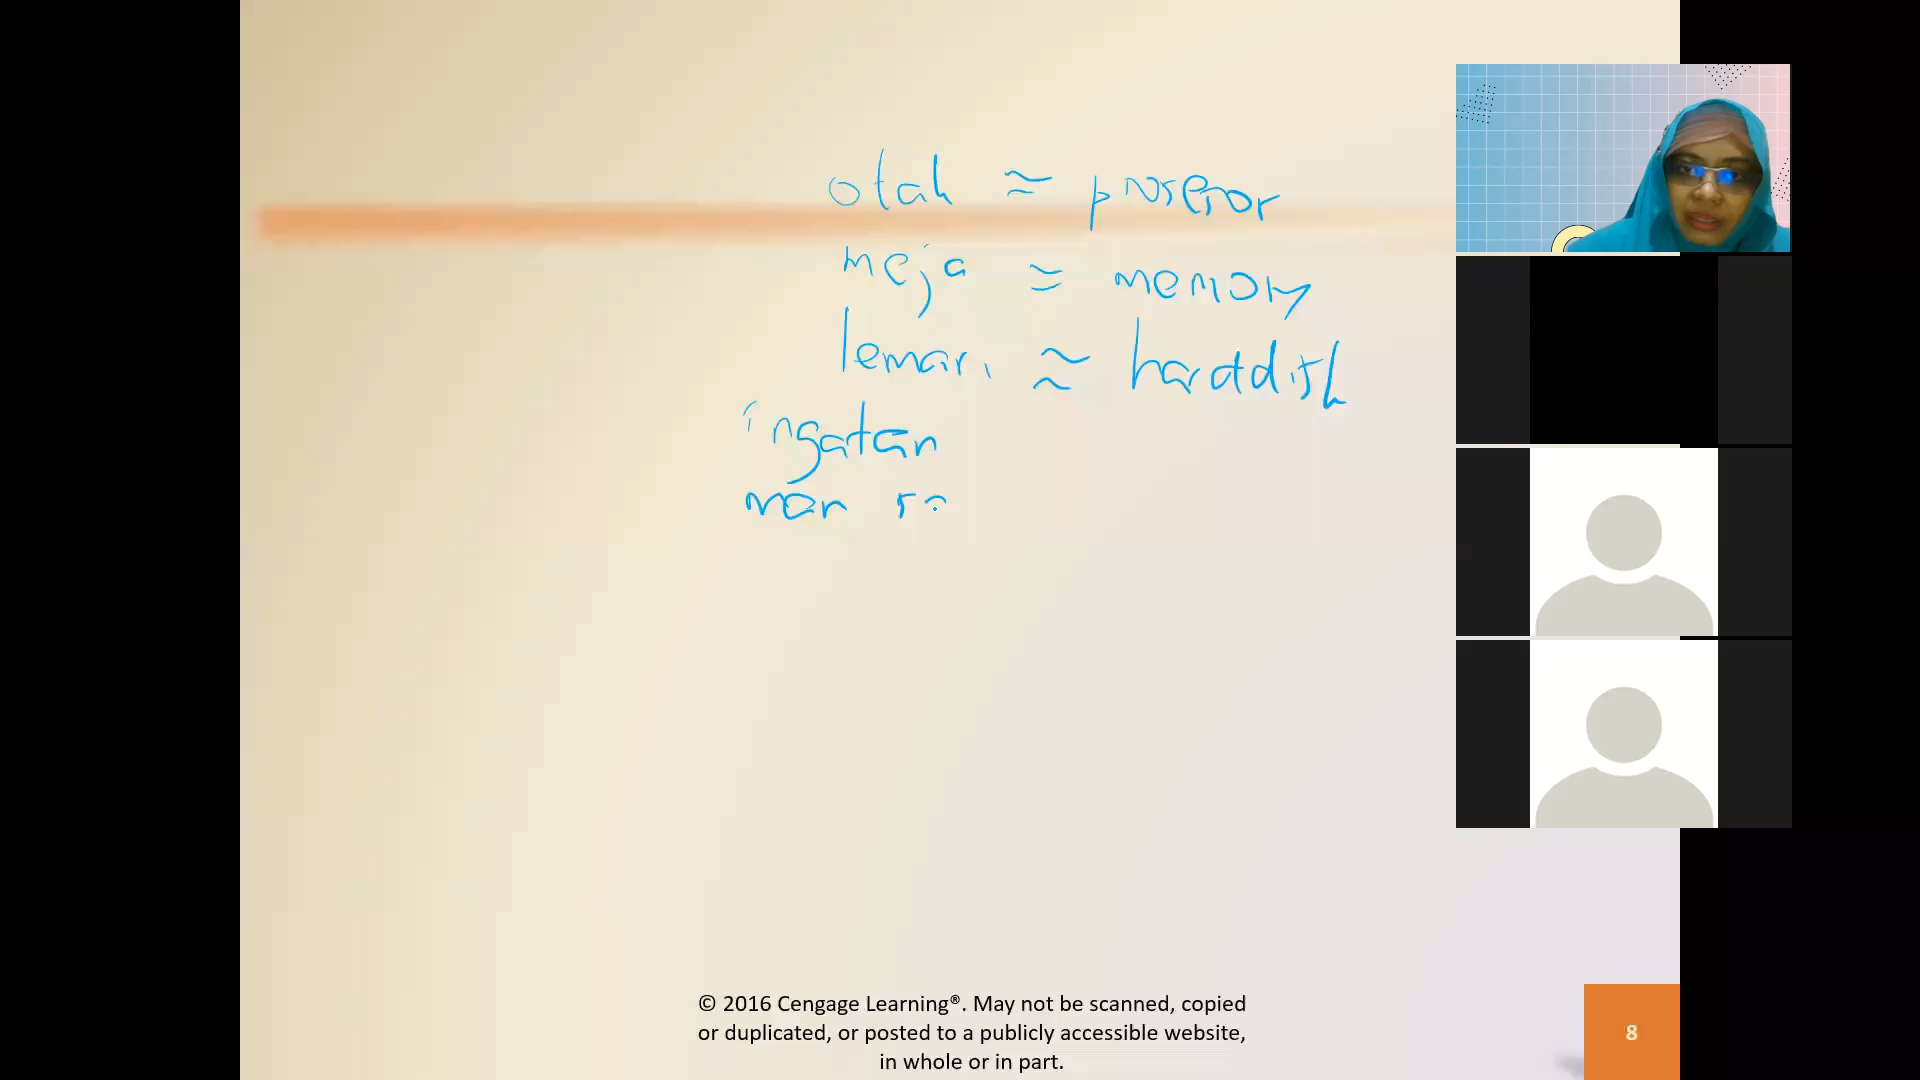 otak ≈ prosesor
meja ≈ memory
lemari ≈ harddisk
ingatan
© 2016 Cengage Learning®. May not be scanned, copied
or duplicated, or posted to a publicly accessible website,
in whole or in part.
8